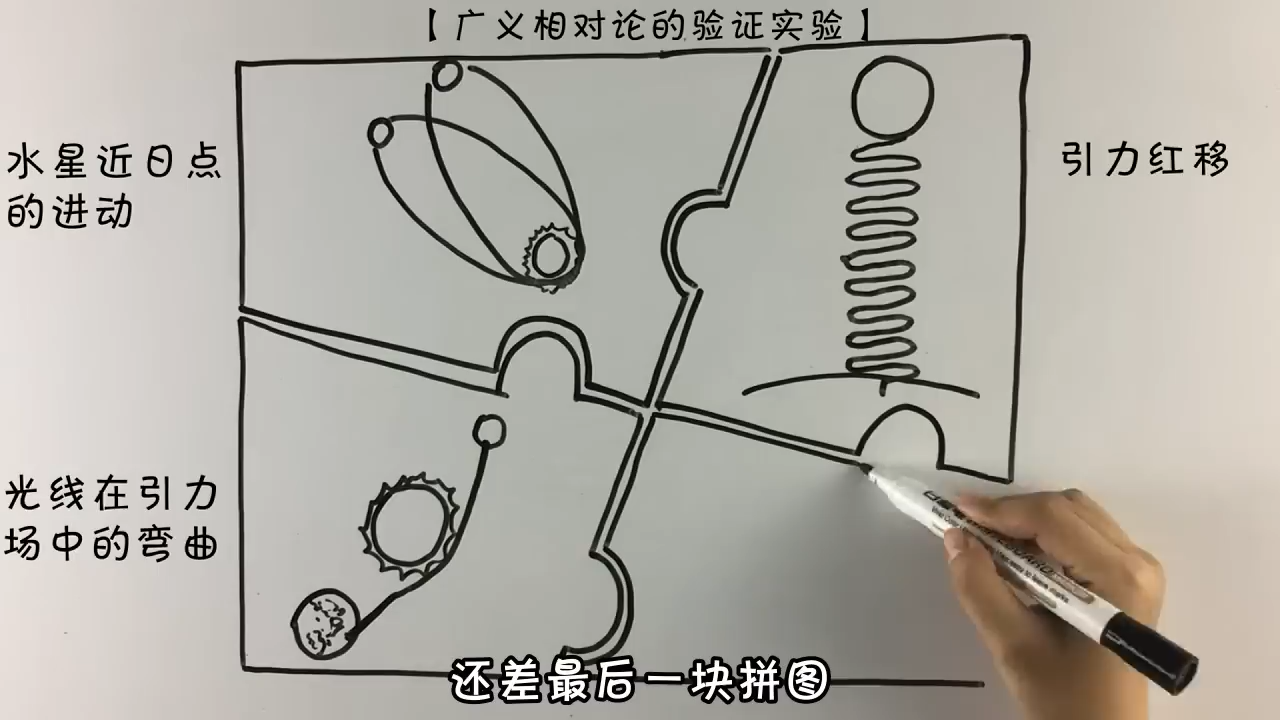 【广义相对论的验证实验】
水星近日点
的进动
引力红移
光线在引力
场中的弯曲
还差最后一块拼图